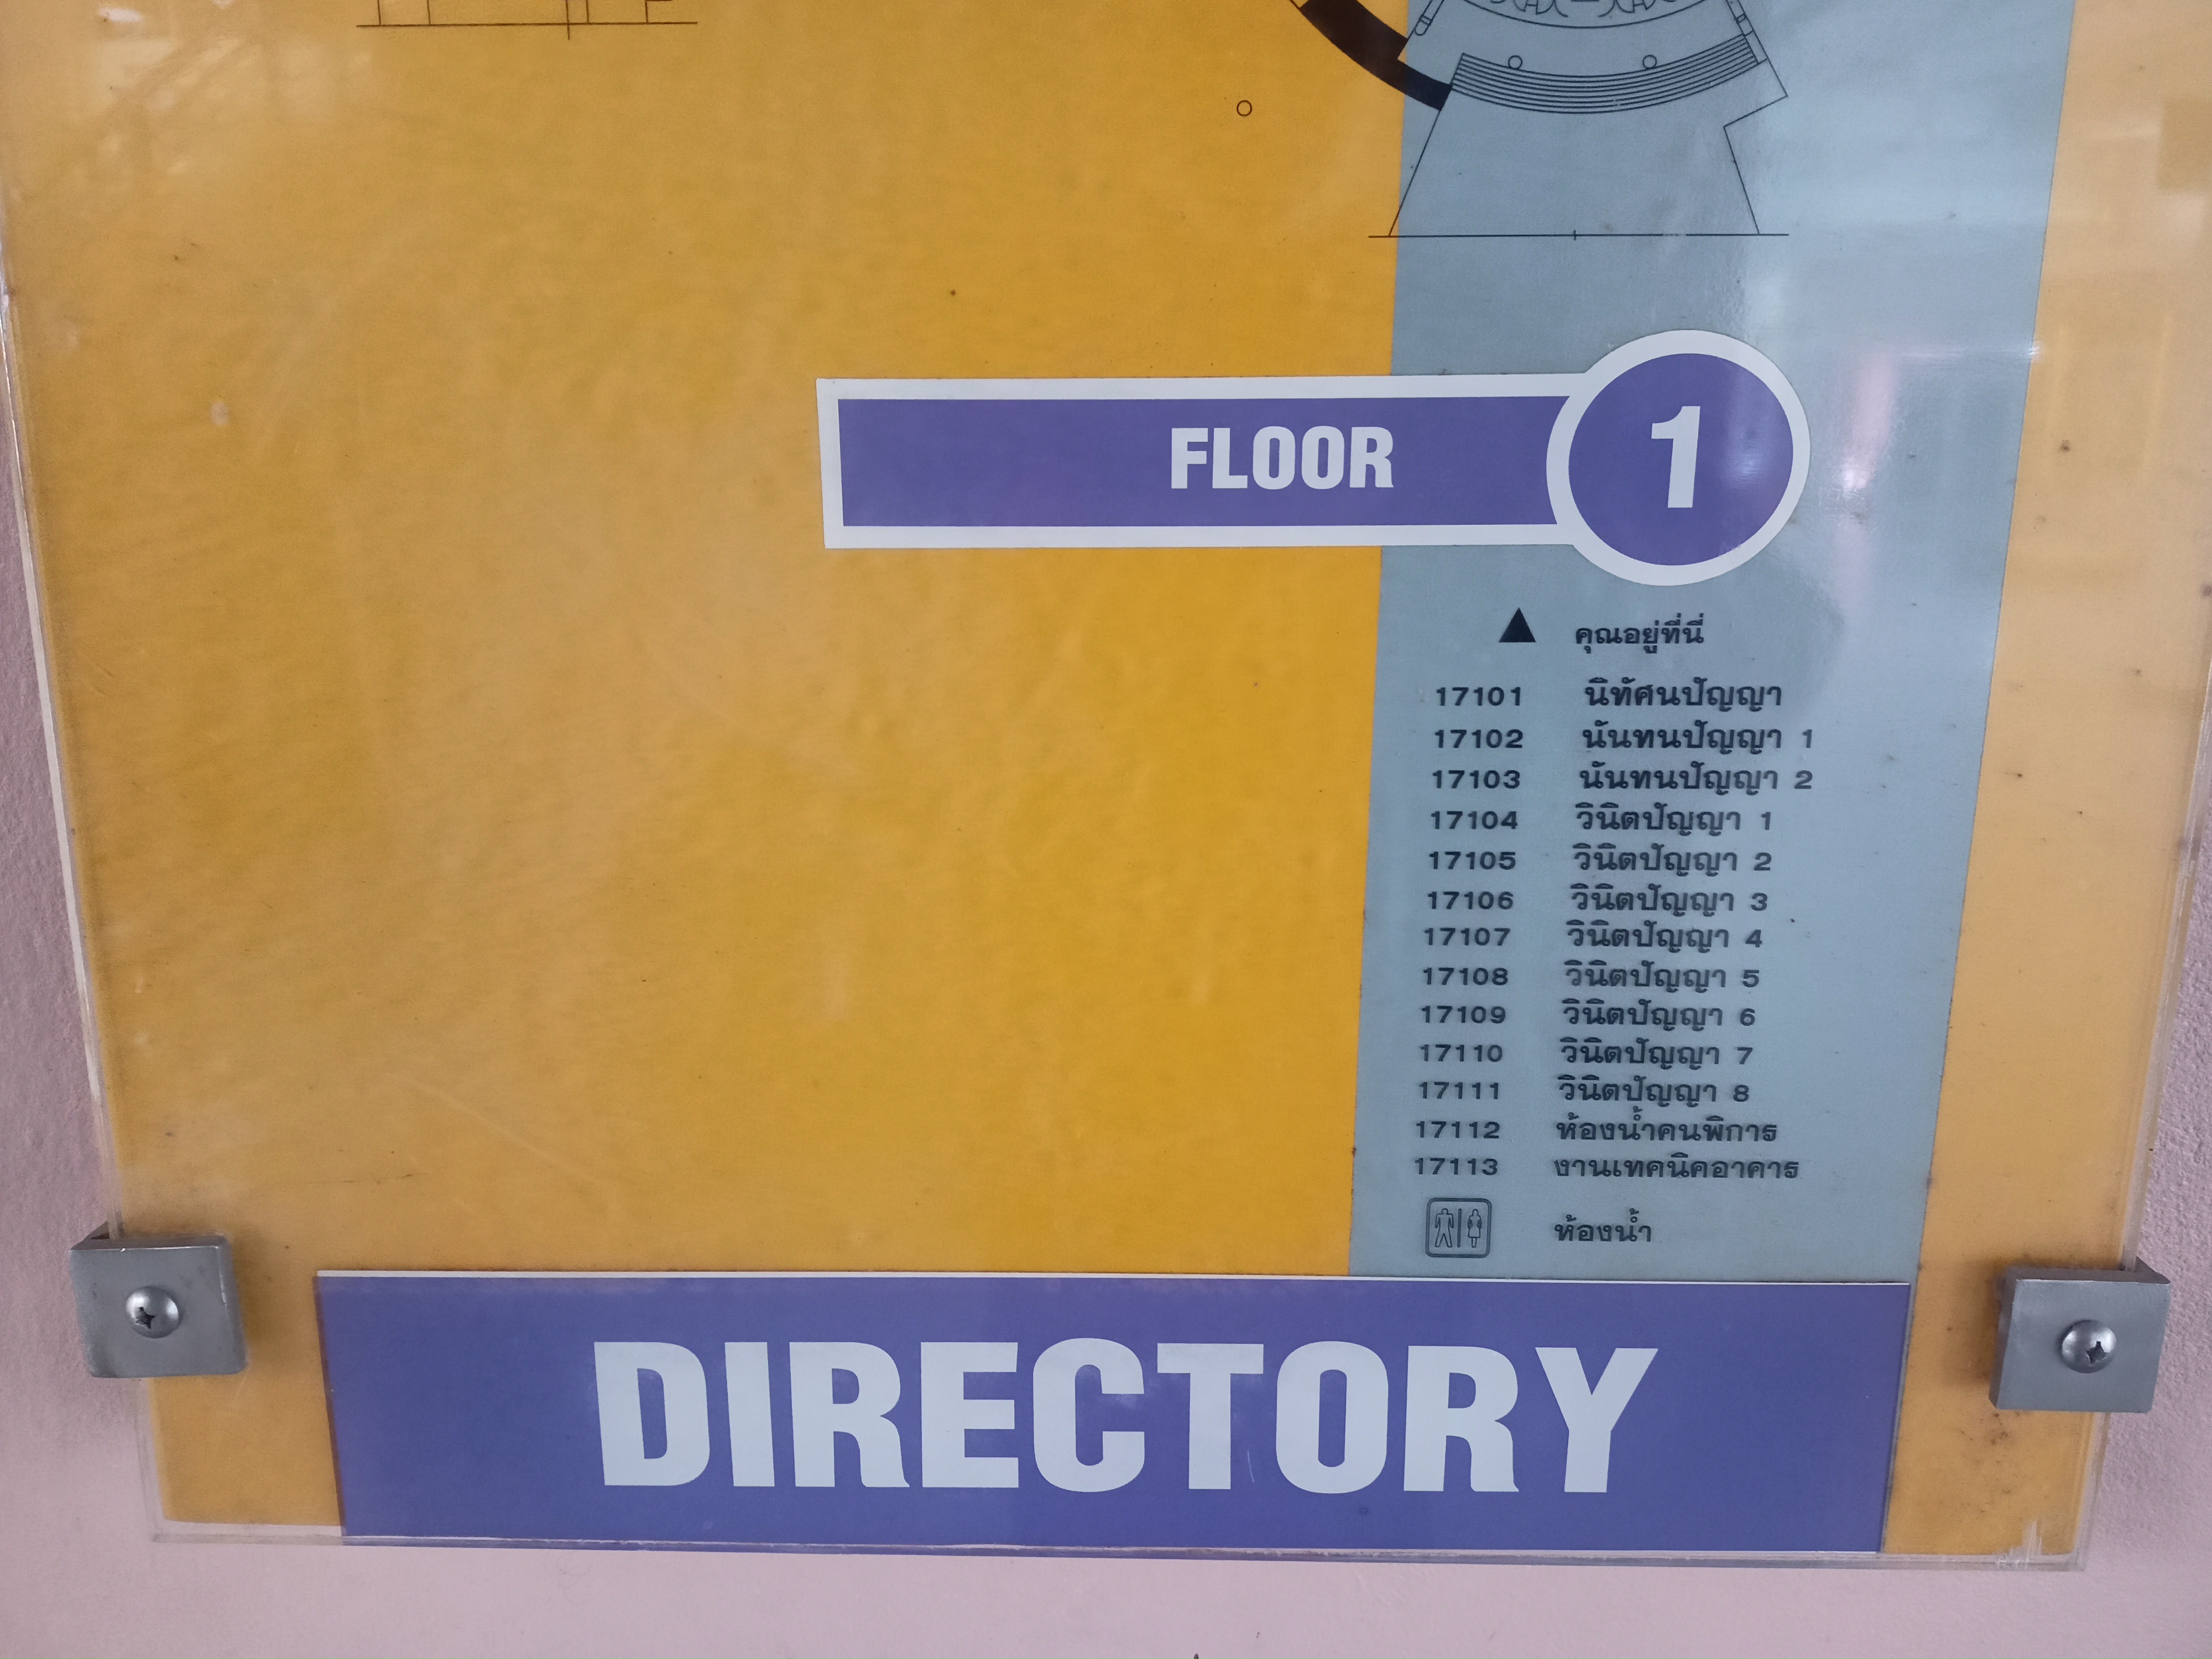 FLOOR 1
▲ คุณอยู่ที่นี่
17101 นิทัศนปัญญา
17102 นันทนปัญญา 1
17103 นันทนปัญญา 2
17104 วินิตปัญญา 1
17105 วินิตปัญญา 2
17106 วินิตปัญญา 3
17107 วินิตปัญญา 4
17108 วินิตปัญญา 5
17109 วินิตปัญญา 6
17110 วินิตปัญญา 7
17111 วินิตปัญญา 8
17112 ห้องน้ำคนพิการ
17113 งานเทคนิคอาคาร
ห้องน้ำ
DIRECTORY